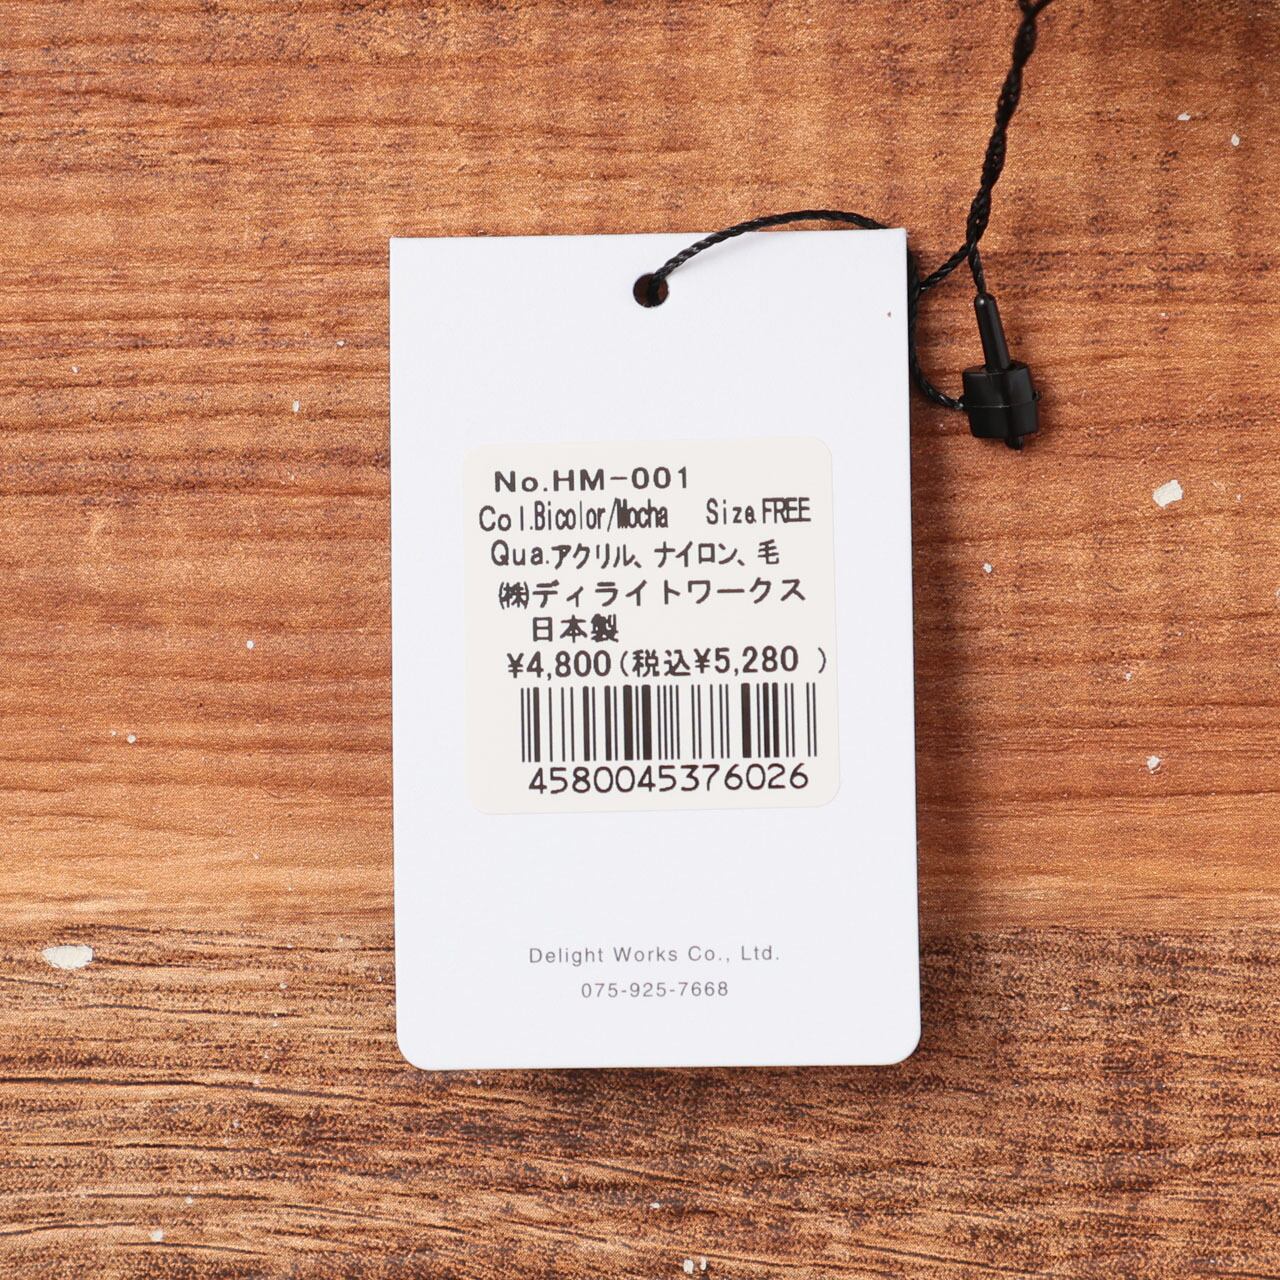 No.HM-001
Col.Bicolor/Mocha Size.FREE
Qua.アクリル、ナイロン、毛
㈱ディライトワークス
日本製
¥4,800(税込¥5,280 )
4580045376026
Delight Works Co., Ltd.
075-925-7668